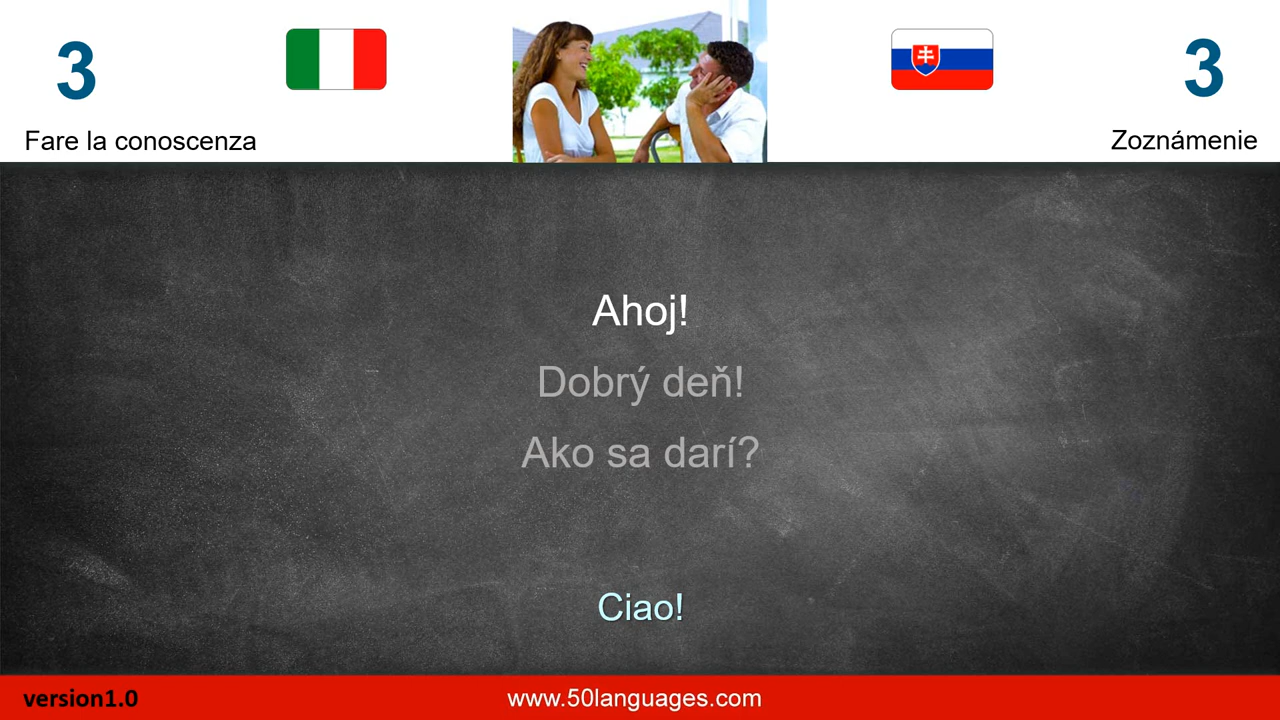 3
3
Fare la conoscenza
Zoznámenie
Ahoj!
Dobrý deň!
Ako sa darí?
Ciao!
version1.0
www.50languages.com